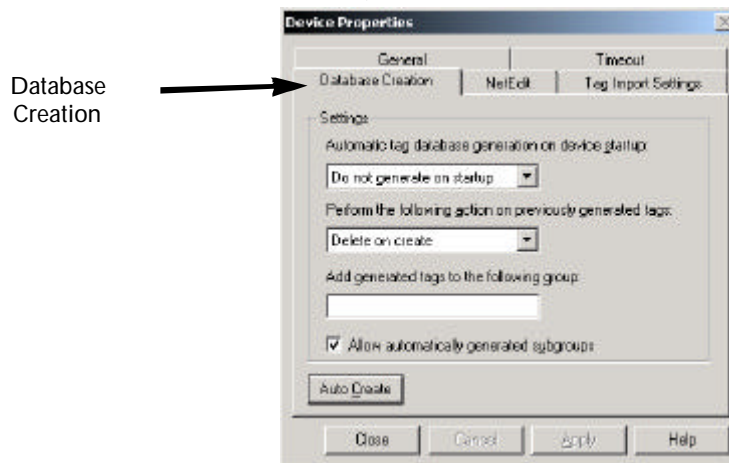 Device Properties
General
Timeout
Database Creation
NetEdit
Tag Import Settings
Database
Creation
Settings
Automatic tag database generation on device startup:
Do not generate on startup
Perform the following action on previously generated tags:
Delete on create
Add generated tags to the following group:
Allow automatically generated subgroups
Auto Create
Close
Cancel
Apply
Help